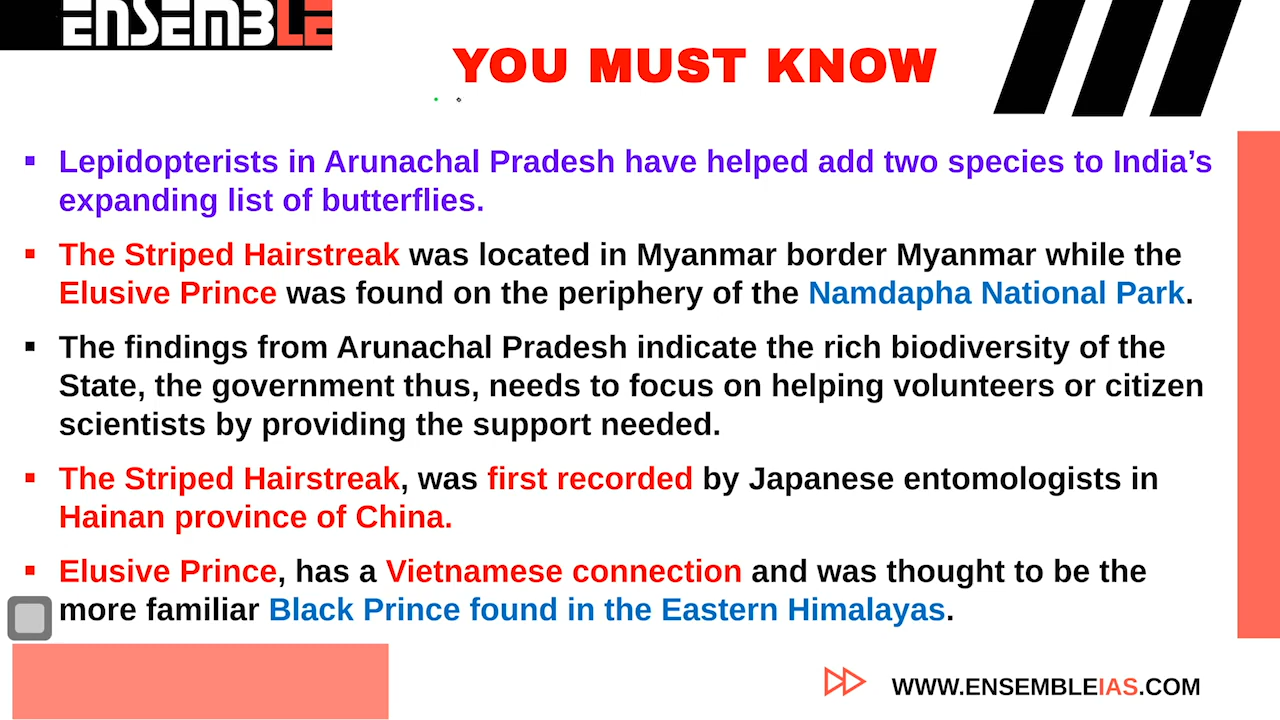 ENSEMBLE
YOU MUST KNOW
▪ Lepidopterists in Arunachal Pradesh have helped add two species to India’s
expanding list of butterflies.
▪ The Striped Hairstreak was located in Myanmar border Myanmar while the
Elusive Prince was found on the periphery of the Namdapha National Park.
▪ The findings from Arunachal Pradesh indicate the rich biodiversity of the
State, the government thus, needs to focus on helping volunteers or citizen
scientists by providing the support needed.
▪ The Striped Hairstreak, was first recorded by Japanese entomologists in
Hainan province of China.
▪ Elusive Prince, has a Vietnamese connection and was thought to be the
more familiar Black Prince found in the Eastern Himalayas.
WWW.ENSEMBLEIAS.COM